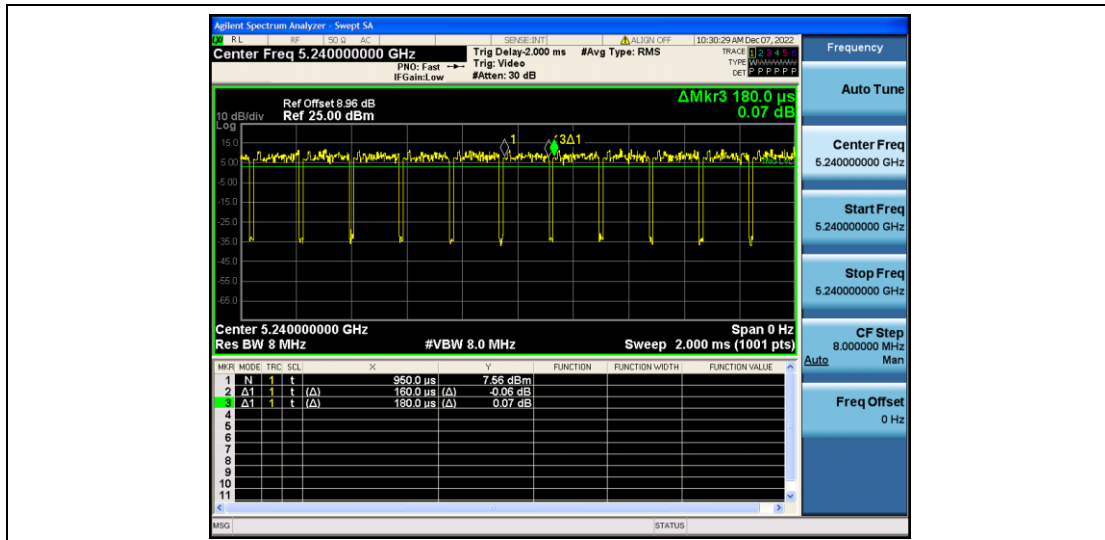 Agilent Spectrum Analyzer - Swept SA
RL RF 50 Ω AC SENSE:INT ALIGN OFF 10:30:29 AM Dec 07, 2022
Center Freq 5.240000000 GHz
PNO: Fast
IFGain:Low
Trig Delay-2.000 ms
Trig: Video
#Atten: 30 dB
#Avg Type: RMS
TRACE 1 2 3 4 5 6
TYPE WWWWWW
DET P P P P P P
ΔMkr3 180.0 µs
0.07 dB
Ref Offset 8.96 dB
10 dB/div Ref 25.00 dBm
Log
15.0
5.00
-5.00
-15.0
-25.0
-35.0
-45.0
-55.0
-65.0
1
3Δ1
Center 5.240000000 GHz Span 0 Hz
Res BW 8 MHz #VBW 8.0 MHz Sweep 2.000 ms (1001 pts)
MKR MODE TRC SCL X Y FUNCTION FUNCTION WIDTH FUNCTION VALUE
1 N 1 t 950.0 µs 7.56 dBm
2 Δ1 1 t (Δ) 160.0 µs (Δ) -0.06 dB
3 Δ1 1 t (Δ) 180.0 µs (Δ) 0.07 dB
4
5
6
7
8
9
10
11
MSG STATUS
Frequency
Auto Tune
Center Freq
5.240000000 GHz
Start Freq
5.240000000 GHz
Stop Freq
5.240000000 GHz
CF Step
8.000000 MHz
Auto Man
Freq Offset
0 Hz